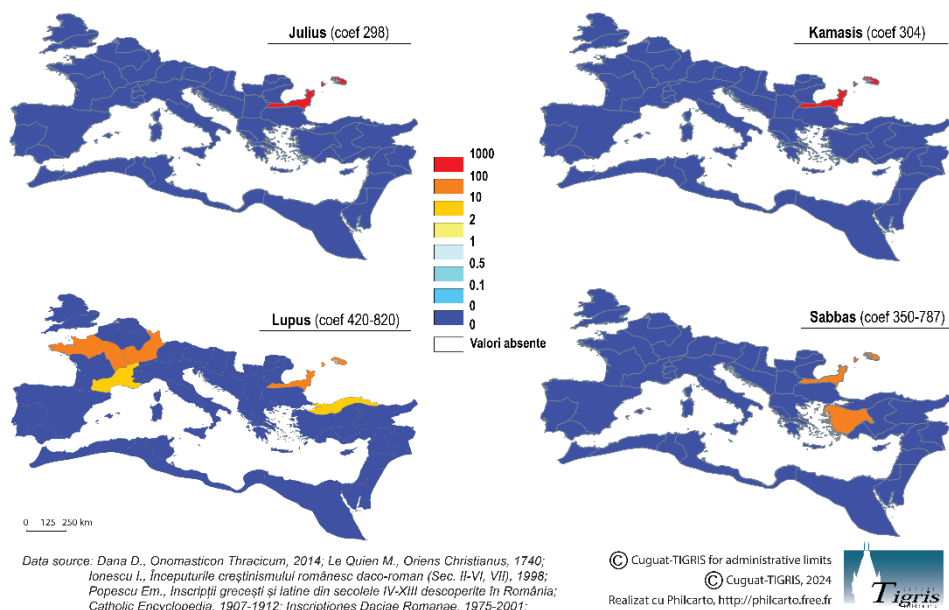 Julius (coef 298)
Kamasis (coef 304)
1000
100
10
2
1
0.5
0.1
0
0
Valori absente
Lupus (coef 420-820)
Sabbas (coef 350-787)
0 125 250 km
Data source: Dana D., Onomasticon Thracicum, 2014; Le Quien M., Oriens Christianus, 1740;
Ionescu I., Începuturile creștinismului românesc daco-roman (Sec. II-VI, VII), 1998;
Popescu Em., Inscripții grecești și latine din secolele IV-XIII descoperite în România;
Catholic Encyclopedia, 1907-1912; Inscriptiones Daciae Romanae, 1975-2001;
© Cuguat-TIGRIS for administrative limits
© Cuguat-TIGRIS, 2024
Realizat cu Philcarto, http://philcarto.free.fr
Tigris